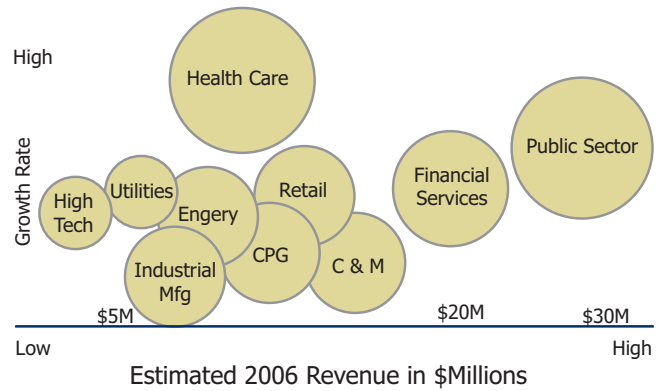 High
Health Care
Growth Rate
Public Sector
Financial
Services
Utilities
Retail
High
Tech
Engery
CPG
C & M
Industrial
Mfg
$5M
$20M
$30M
Low
High
Estimated 2006 Revenue in $Millions